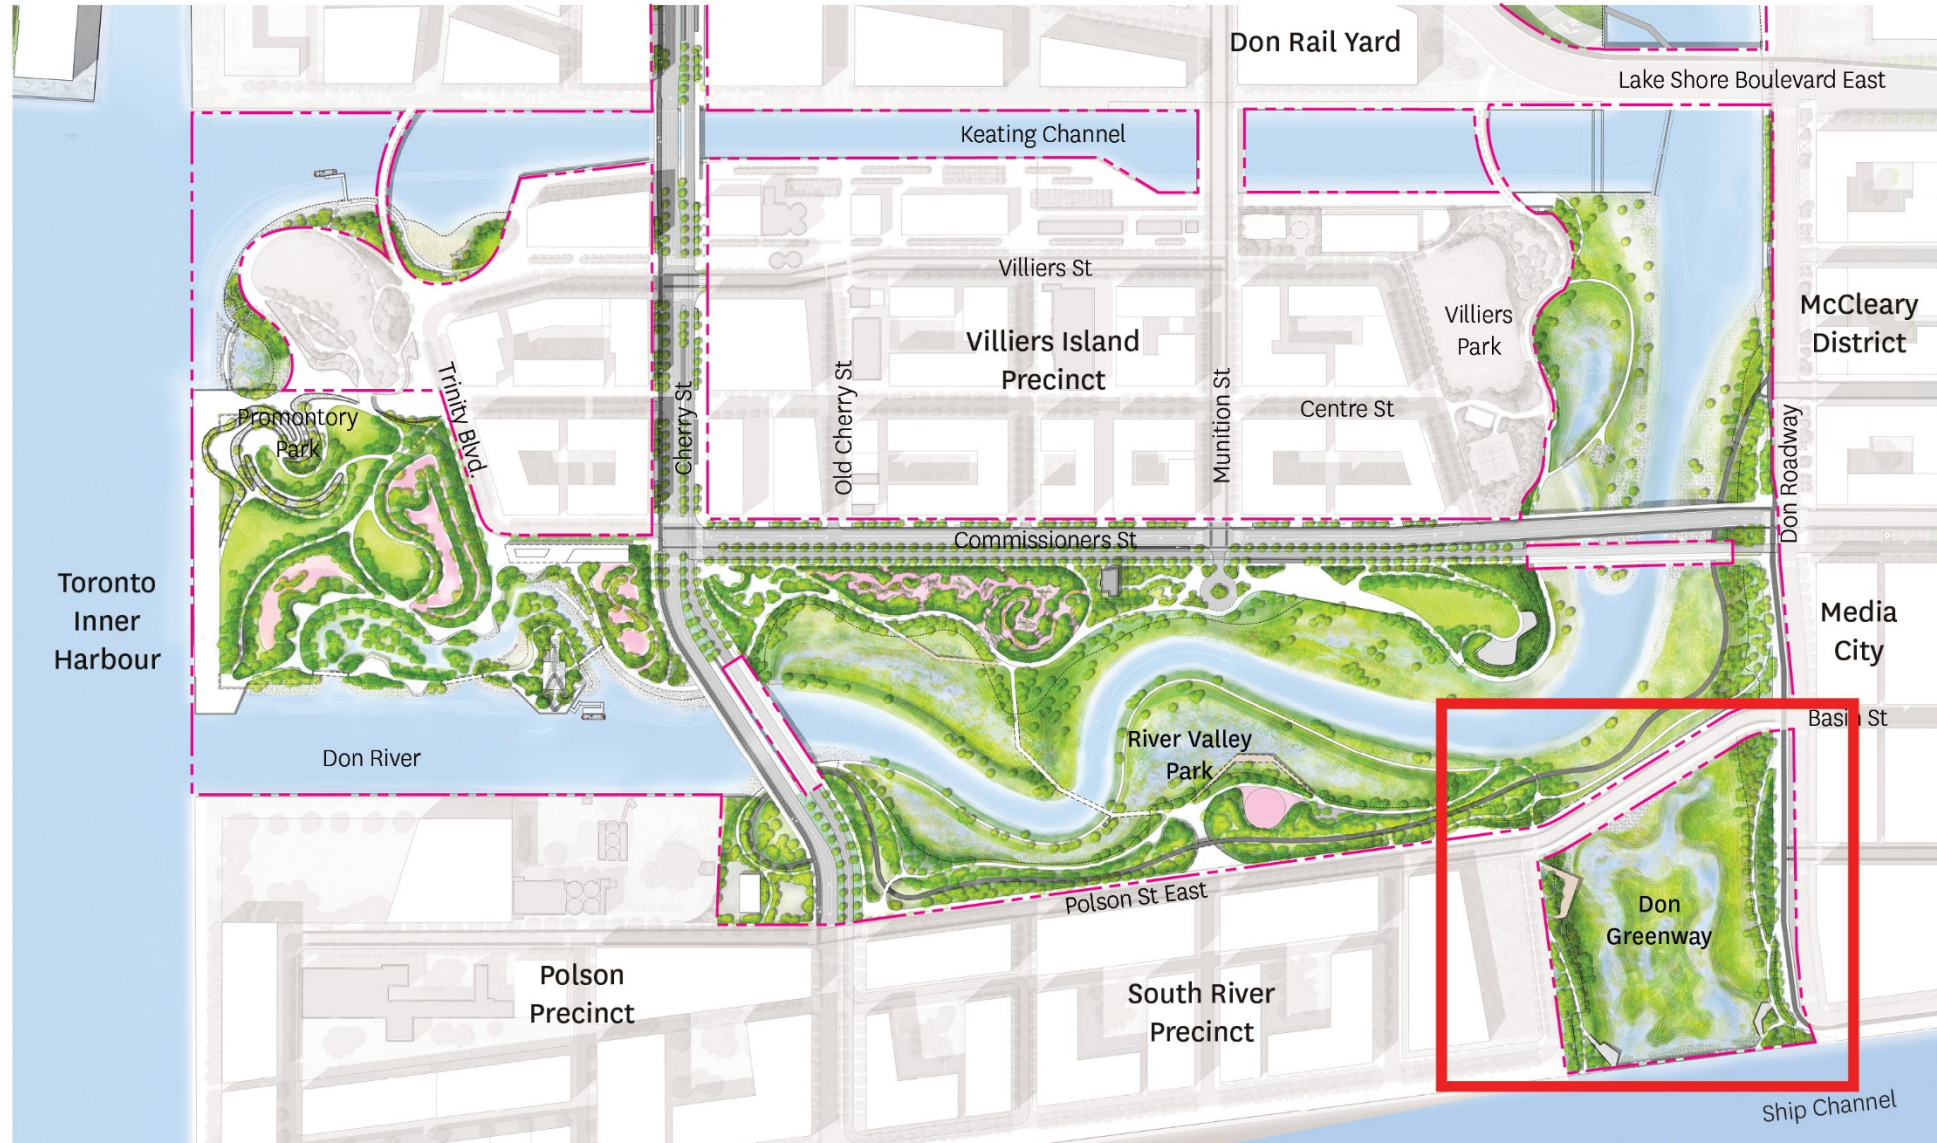 Don Rail Yard
Lake Shore Boulevard East
Keating Channel
Villiers St
Villiers Island
Precinct
Villiers
Park
McCleary
District
Trinity Blvd.
Cherry St
Old Cherry St
Munition St
Centre St
Don Roadway
Promontory
Park
Commissioners St
Toronto
Inner
Harbour
Media
City
Basin St
Don River
River Valley
Park
Polson St East
Don
Greenway
Polson
Precinct
South River
Precinct
Ship Channel